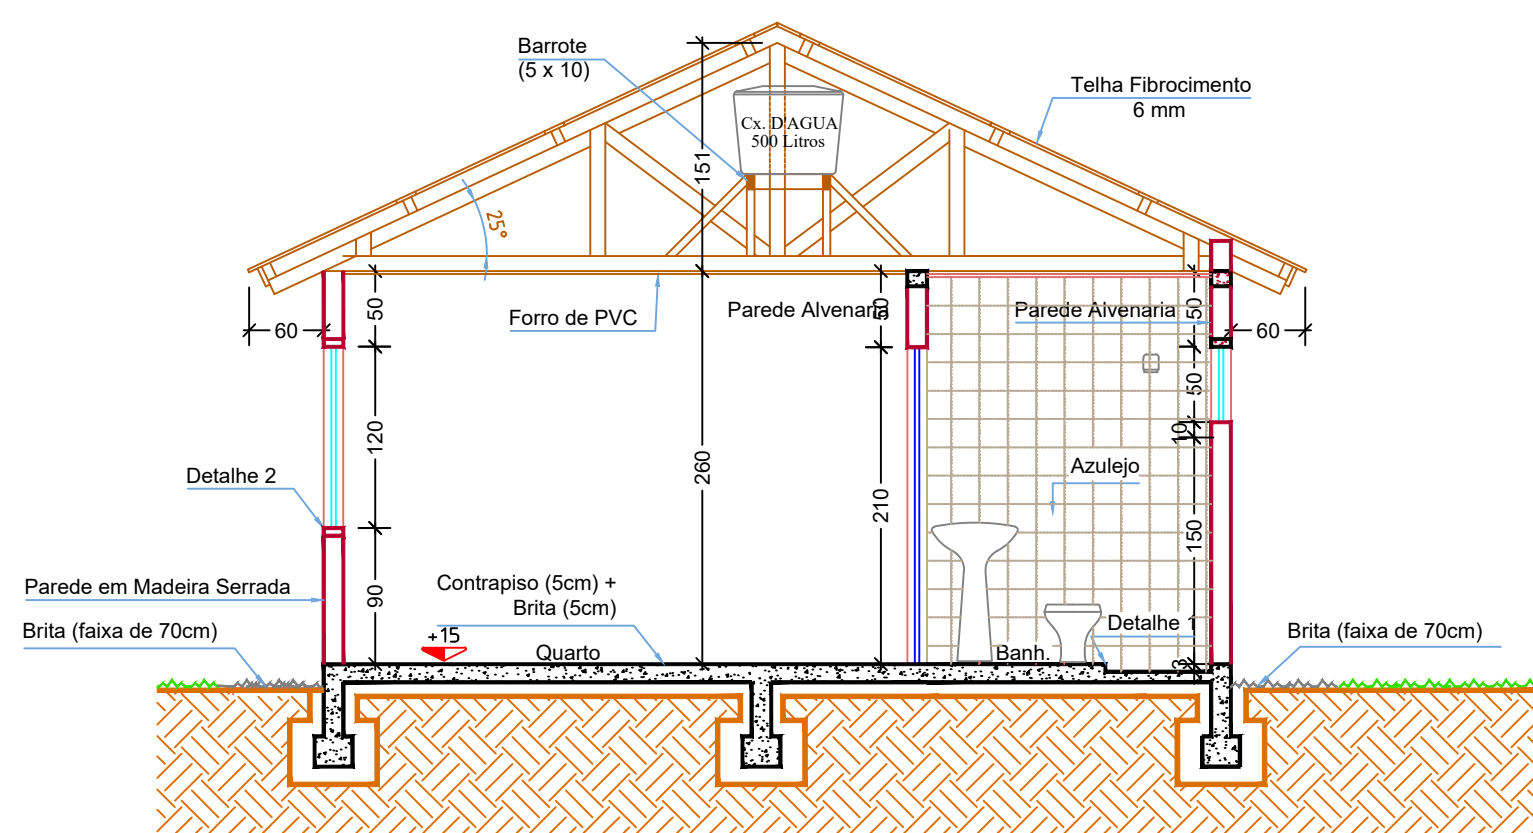 Barrote
(5 x 10)
Telha Fibrocimento
6 mm
Cx. D'AGUA
500 Litros
151
25°
60
50
Forro de PVC
Parede Alvenaria
50
Parede Alvenaria
50
60
120
260
210
50
10
Detalhe 2
Azulejo
150
Parede em Madeira Serrada
90
Contrapiso (5cm) +
Brita (5cm)
Brita (faixa de 70cm)
+15
Quarto
Banh.
Detalhe 1
3
Brita (faixa de 70cm)